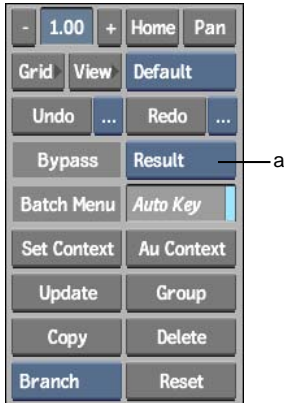 - 1.00 + Home Pan
Grid View Default
Undo ... Redo ...
Bypass Result a
Batch Menu Auto Key
Set Context Au Context
Update Group
Copy Delete
Branch Reset